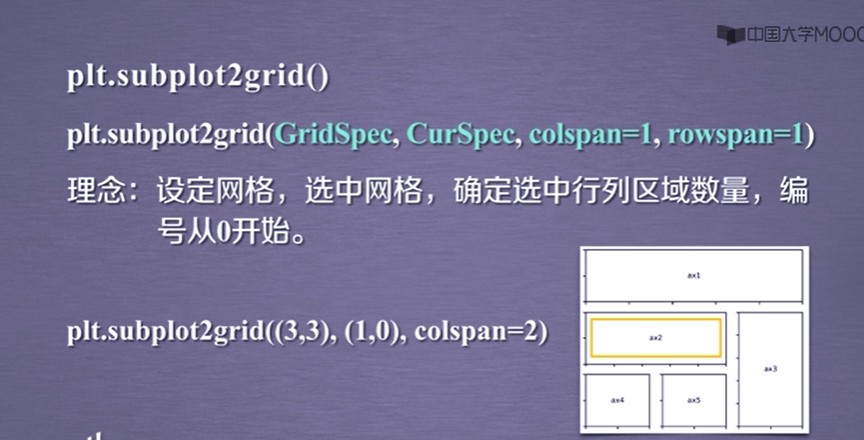 中国大学MOOC
plt.subplot2grid()
plt.subplot2grid(GridSpec, CurSpec, colspan=1, rowspan=1)
理念：设定网格，选中网格，确定选中行列区域数量，编
号从0开始。
ax1
plt.subplot2grid((3,3), (1,0), colspan=2)
ax2
ax3
ax4
ax5